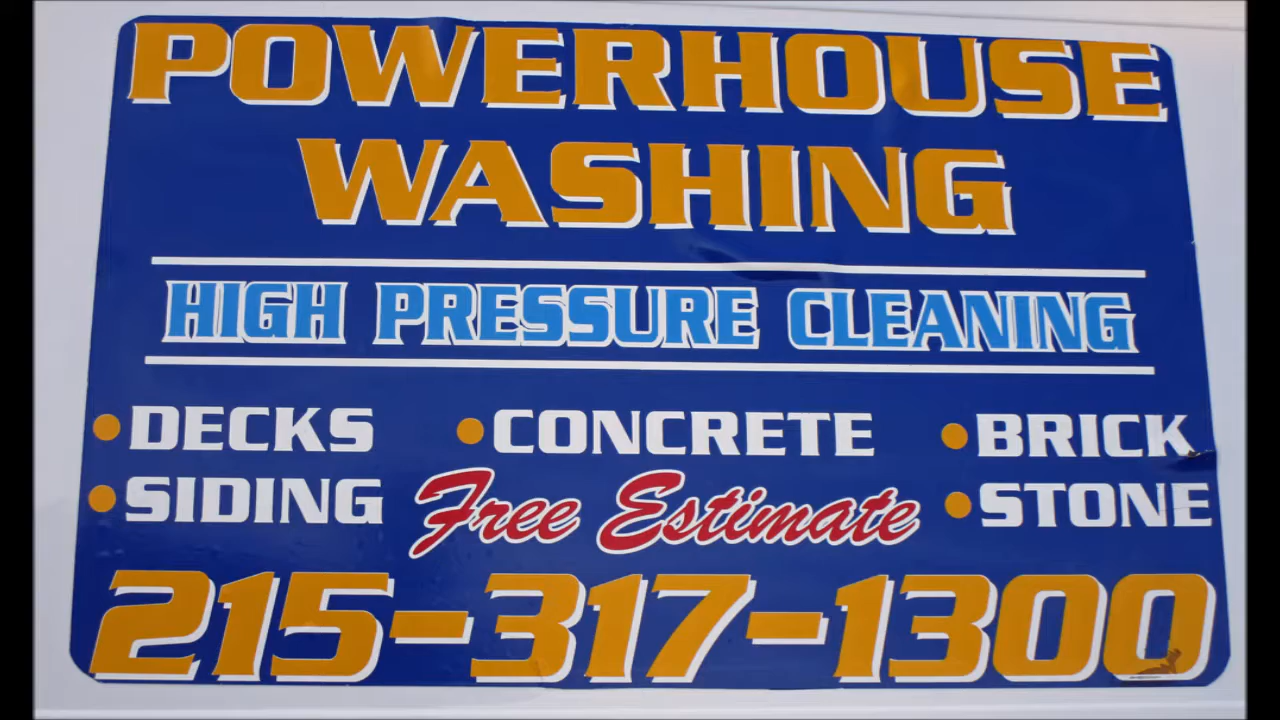 POWERHOUSE
WASHING
HIGH PRESSURE CLEANING
• DECKS • CONCRETE • BRICK
• SIDING Free Estimate • STONE
215-317-1300